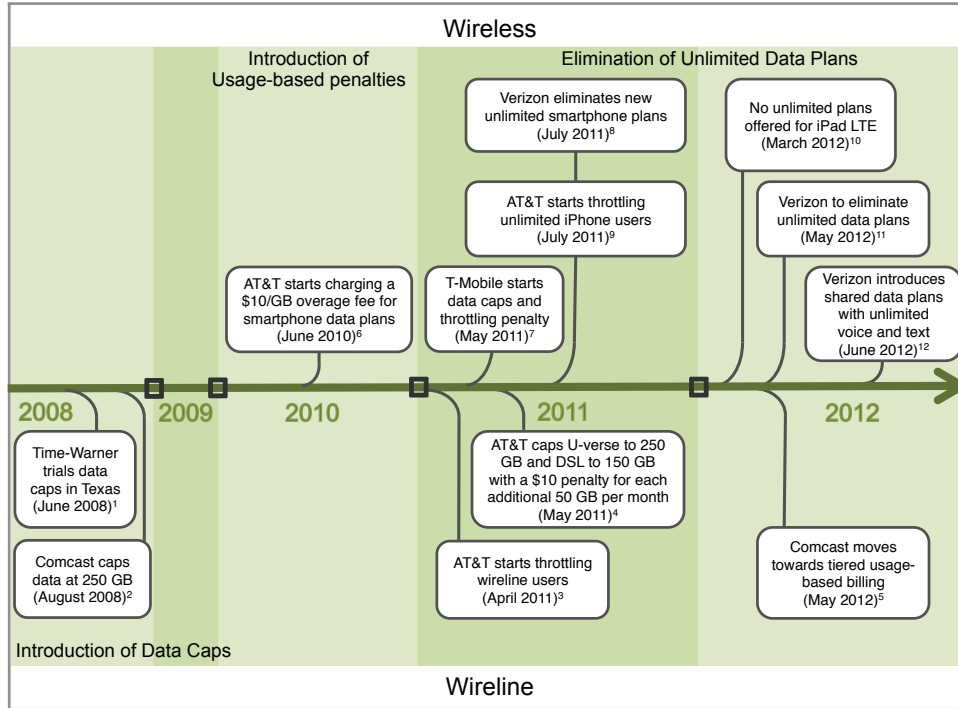 Wireless
Introduction of
Usage-based penalties
Elimination of Unlimited Data Plans
Verizon eliminates new
unlimited smartphone plans
(July 2011)8
No unlimited plans
offered for iPad LTE
(March 2012)10
AT&T starts throttling
unlimited iPhone users
(July 2011)9
Verizon to eliminate
unlimited data plans
(May 2012)11
AT&T starts charging a
$10/GB overage fee for
smartphone data plans
(June 2010)6
T-Mobile starts
data caps and
throttling penalty
(May 2011)7
Verizon introduces
shared data plans
with unlimited
voice and text
(June 2012)12
2008
2009
2010
2011
2012
Time-Warner
trials data
caps in Texas
(June 2008)1
AT&T caps U-verse to 250
GB and DSL to 150 GB
with a $10 penalty for each
additional 50 GB per month
(May 2011)4
Comcast caps
data at 250 GB
(August 2008)2
AT&T starts throttling
wireline users
(April 2011)3
Comcast moves
towards tiered usage-
based billing
(May 2012)5
Introduction of Data Caps
Wireline